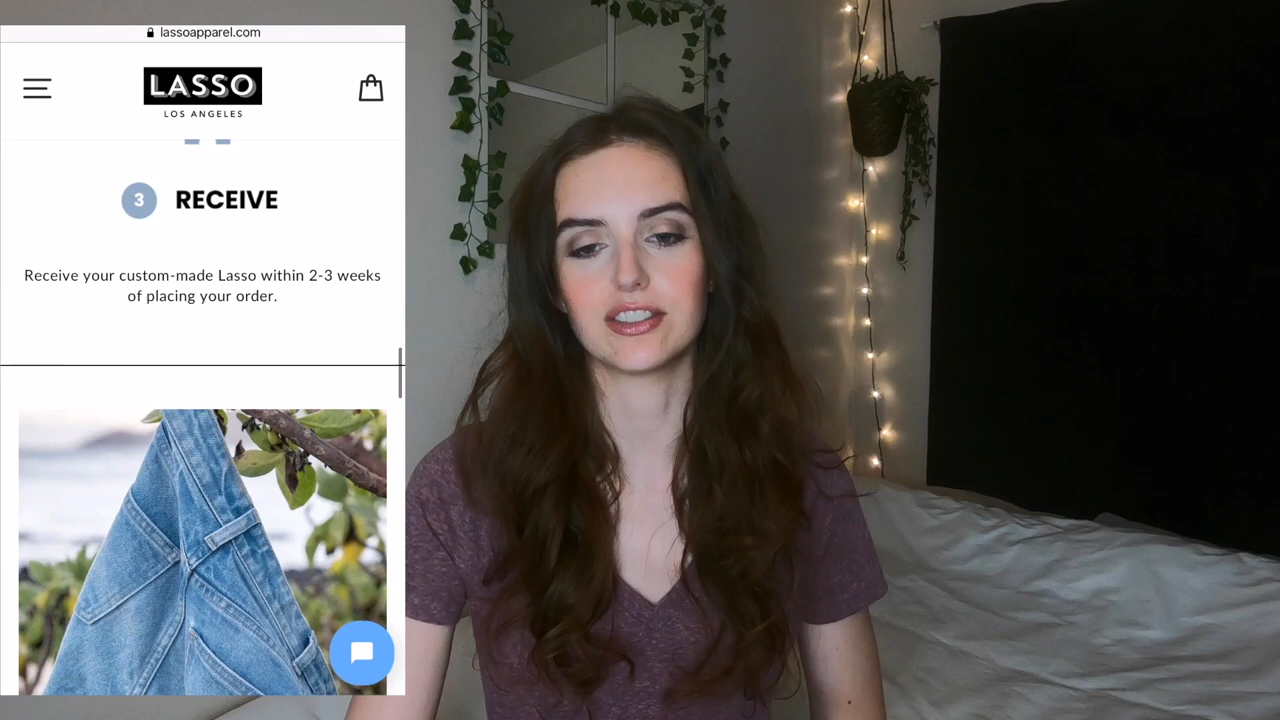 lassoapparel.com
LASSO
LOS ANGELES
3 RECEIVE
Receive your custom-made Lasso within 2-3 weeks
of placing your order.